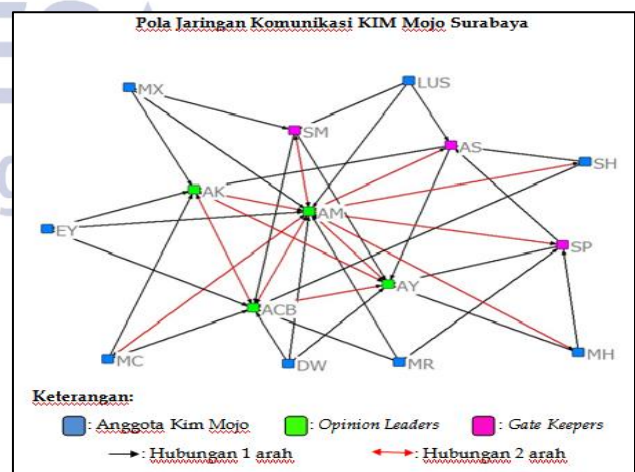 Pola Jaringan Komunikasi KIM Mojo Surabaya
MX
LUS
SM
AS
SH
AK
AM
EY
SP
AY
ACB
MC
DW
MR
MH
Keterangan:
: Anggota Kim Mojo : Opinion Leaders : Gate Keepers
: Hubungan 1 arah : Hubungan 2 arah